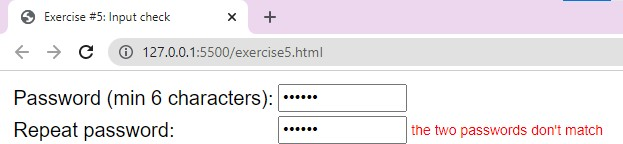 Exercise #5: Input check
127.0.0.1:5500/exercise5.html
Password (min 6 characters): ••••••
Repeat password: •••••• the two passwords don't match